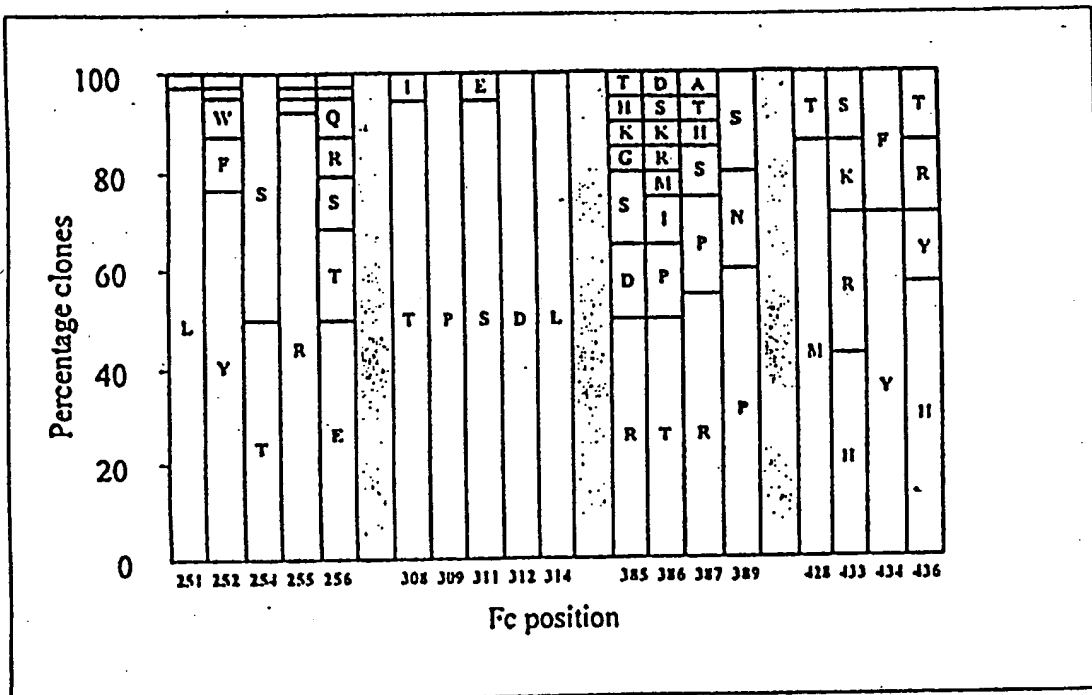 100 I E T D A
W Q H S T S T S T
K K H F
F R G R S
80 S S M K R
S I N
P Y
60 T D P R
Percentage clones
L T P S D L M
40 Y R Y
E R T R P H H
20 T
0
251 252 254 255 256 308 309 311 312 314 385 386 387 389 428 433 434 436
Fc position